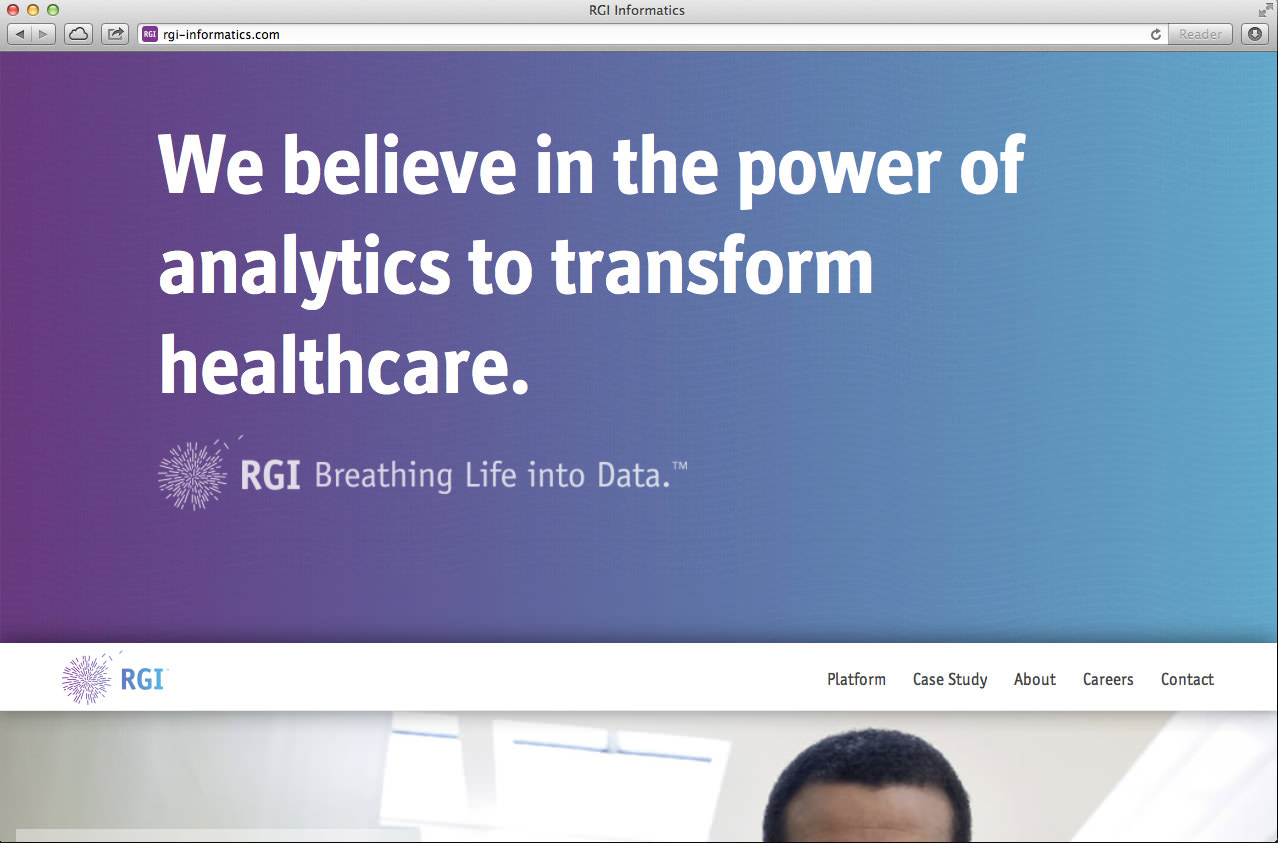 RGI Informatics
RGI rgi-informatics.com Reader
We believe in the power of
analytics to transform
healthcare.
RGI Breathing Life into Data.™
RGI™ Platform Case Study About Careers Contact